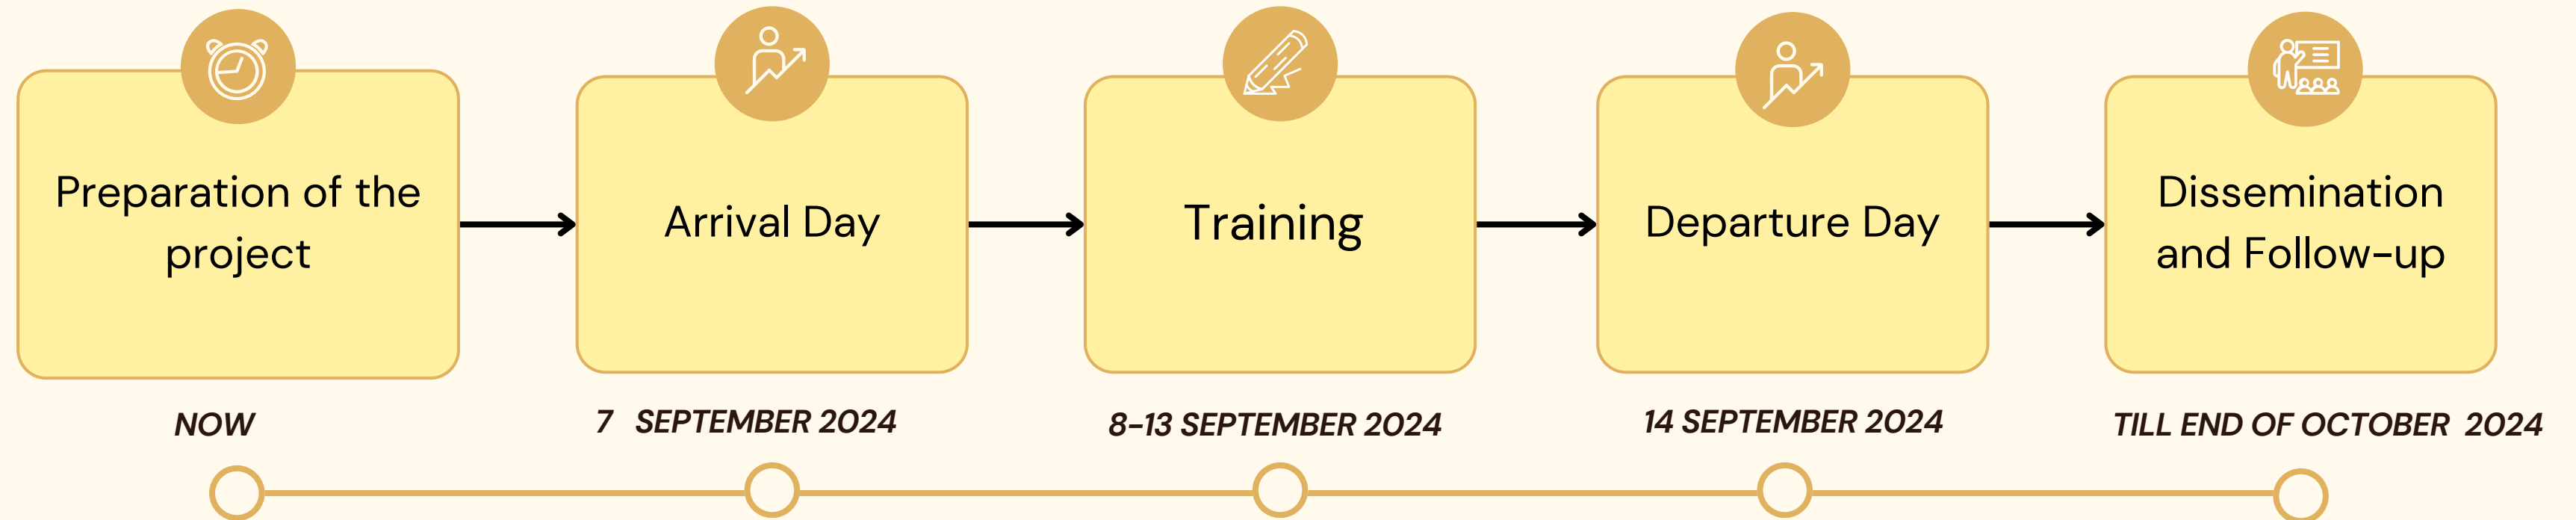 Preparation of the
project
Arrival Day
Training
Departure Day
Dissemination
and Follow-up
NOW
7 SEPTEMBER 2024
8-13 SEPTEMBER 2024
14 SEPTEMBER 2024
TILL END OF OCTOBER 2024